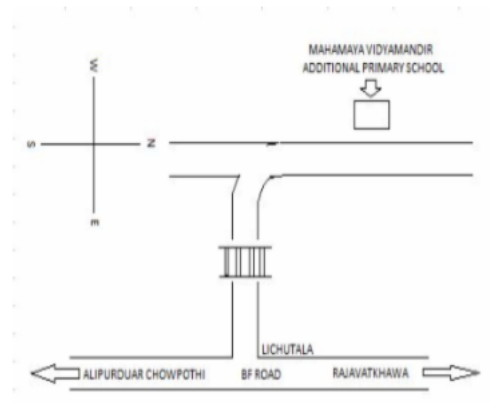 MAHAMAYA VIDYAMANDIR
ADDITIONAL PRIMARY SCHOOL
W
S
N
E
LICHUTALA
ALIPURDUAR CHOWPOTHI BF ROAD RAJAVATKHAWA